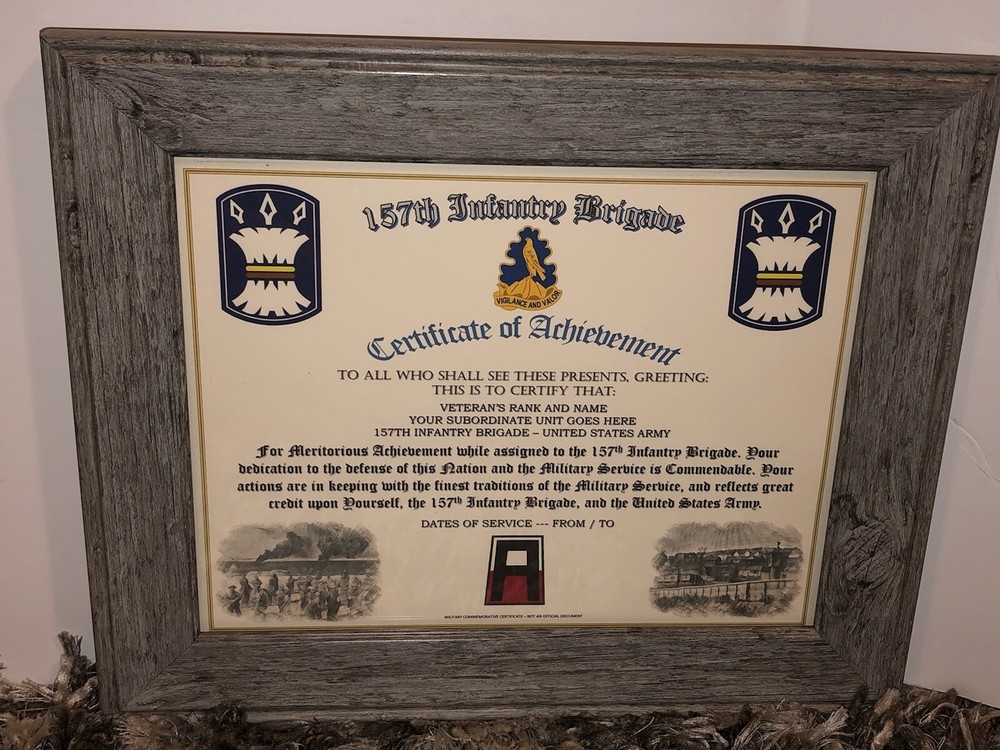 157th Infantry Brigade
VIGILANCE AND VALOR
Certificate of Achievement
TO ALL WHO SHALL SEE THESE PRESENTS, GREETING:
THIS IS TO CERTIFY THAT:
VETERAN'S RANK AND NAME
YOUR SUBORDINATE UNIT GOES HERE
157TH INFANTRY BRIGADE – UNITED STATES ARMY
For Meritorious Achievement while assigned to the 157th Infantry Brigade. Your
dedication to the defense of this Nation and the Military Service is Commendable. Your
actions are in keeping with the finest traditions of the Military Service, and reflects great
credit upon Yourself, the 157th Infantry Brigade, and the United States Army.
DATES OF SERVICE --- FROM / TO
A
MILITARY COMMEMORATIVE CERTIFICATE – NOT AN OFFICIAL DOCUMENT